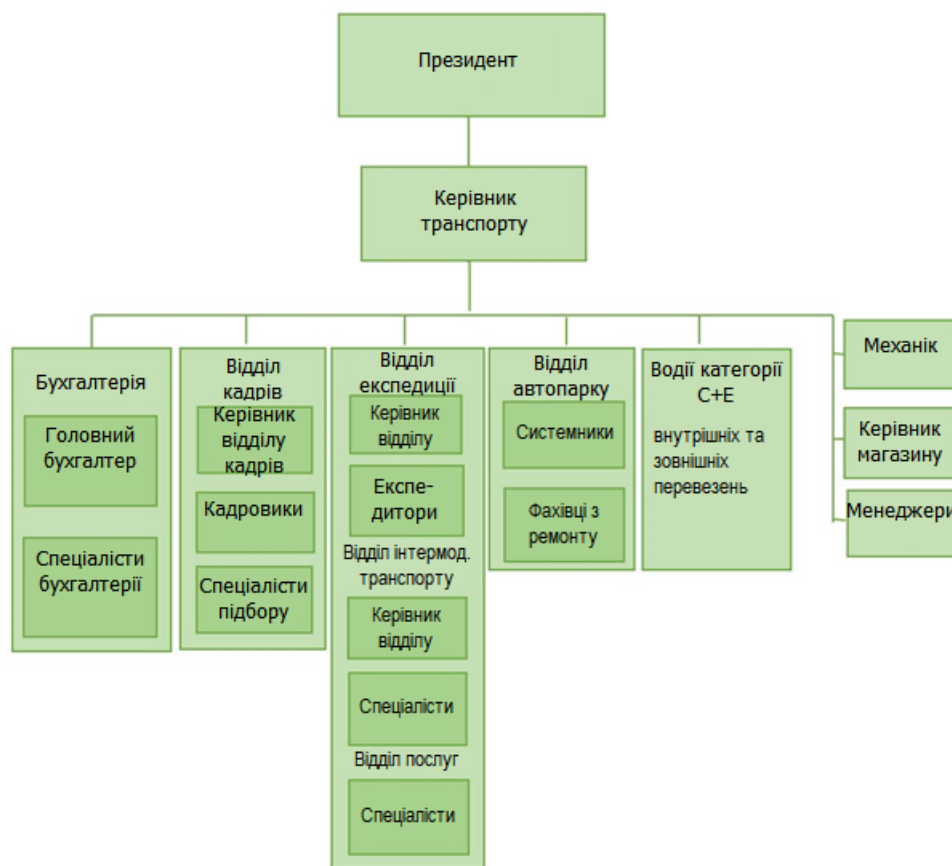 Президент
Керівник
транспорту
Бухгалтерія
Головний
бухгалтер
Спеціалісти
бухгалтерії
Відділ
кадрів
Керівник
відділу
кадрів
Кадровики
Спеціалісти
підбору
Відділ
експедиції
Керівник
відділу
Експе-
дитори
Відділ інтермод.
транспорту
Керівник
відділу
Спеціалісти
Відділ послуг
Спеціалісти
Відділ
автопарку
Системники
Фахівці з
ремонту
Водії категорії
C+E
внутрішніх та
зовнішніх
перевезень
Механік
Керівник
магазину
Менеджери